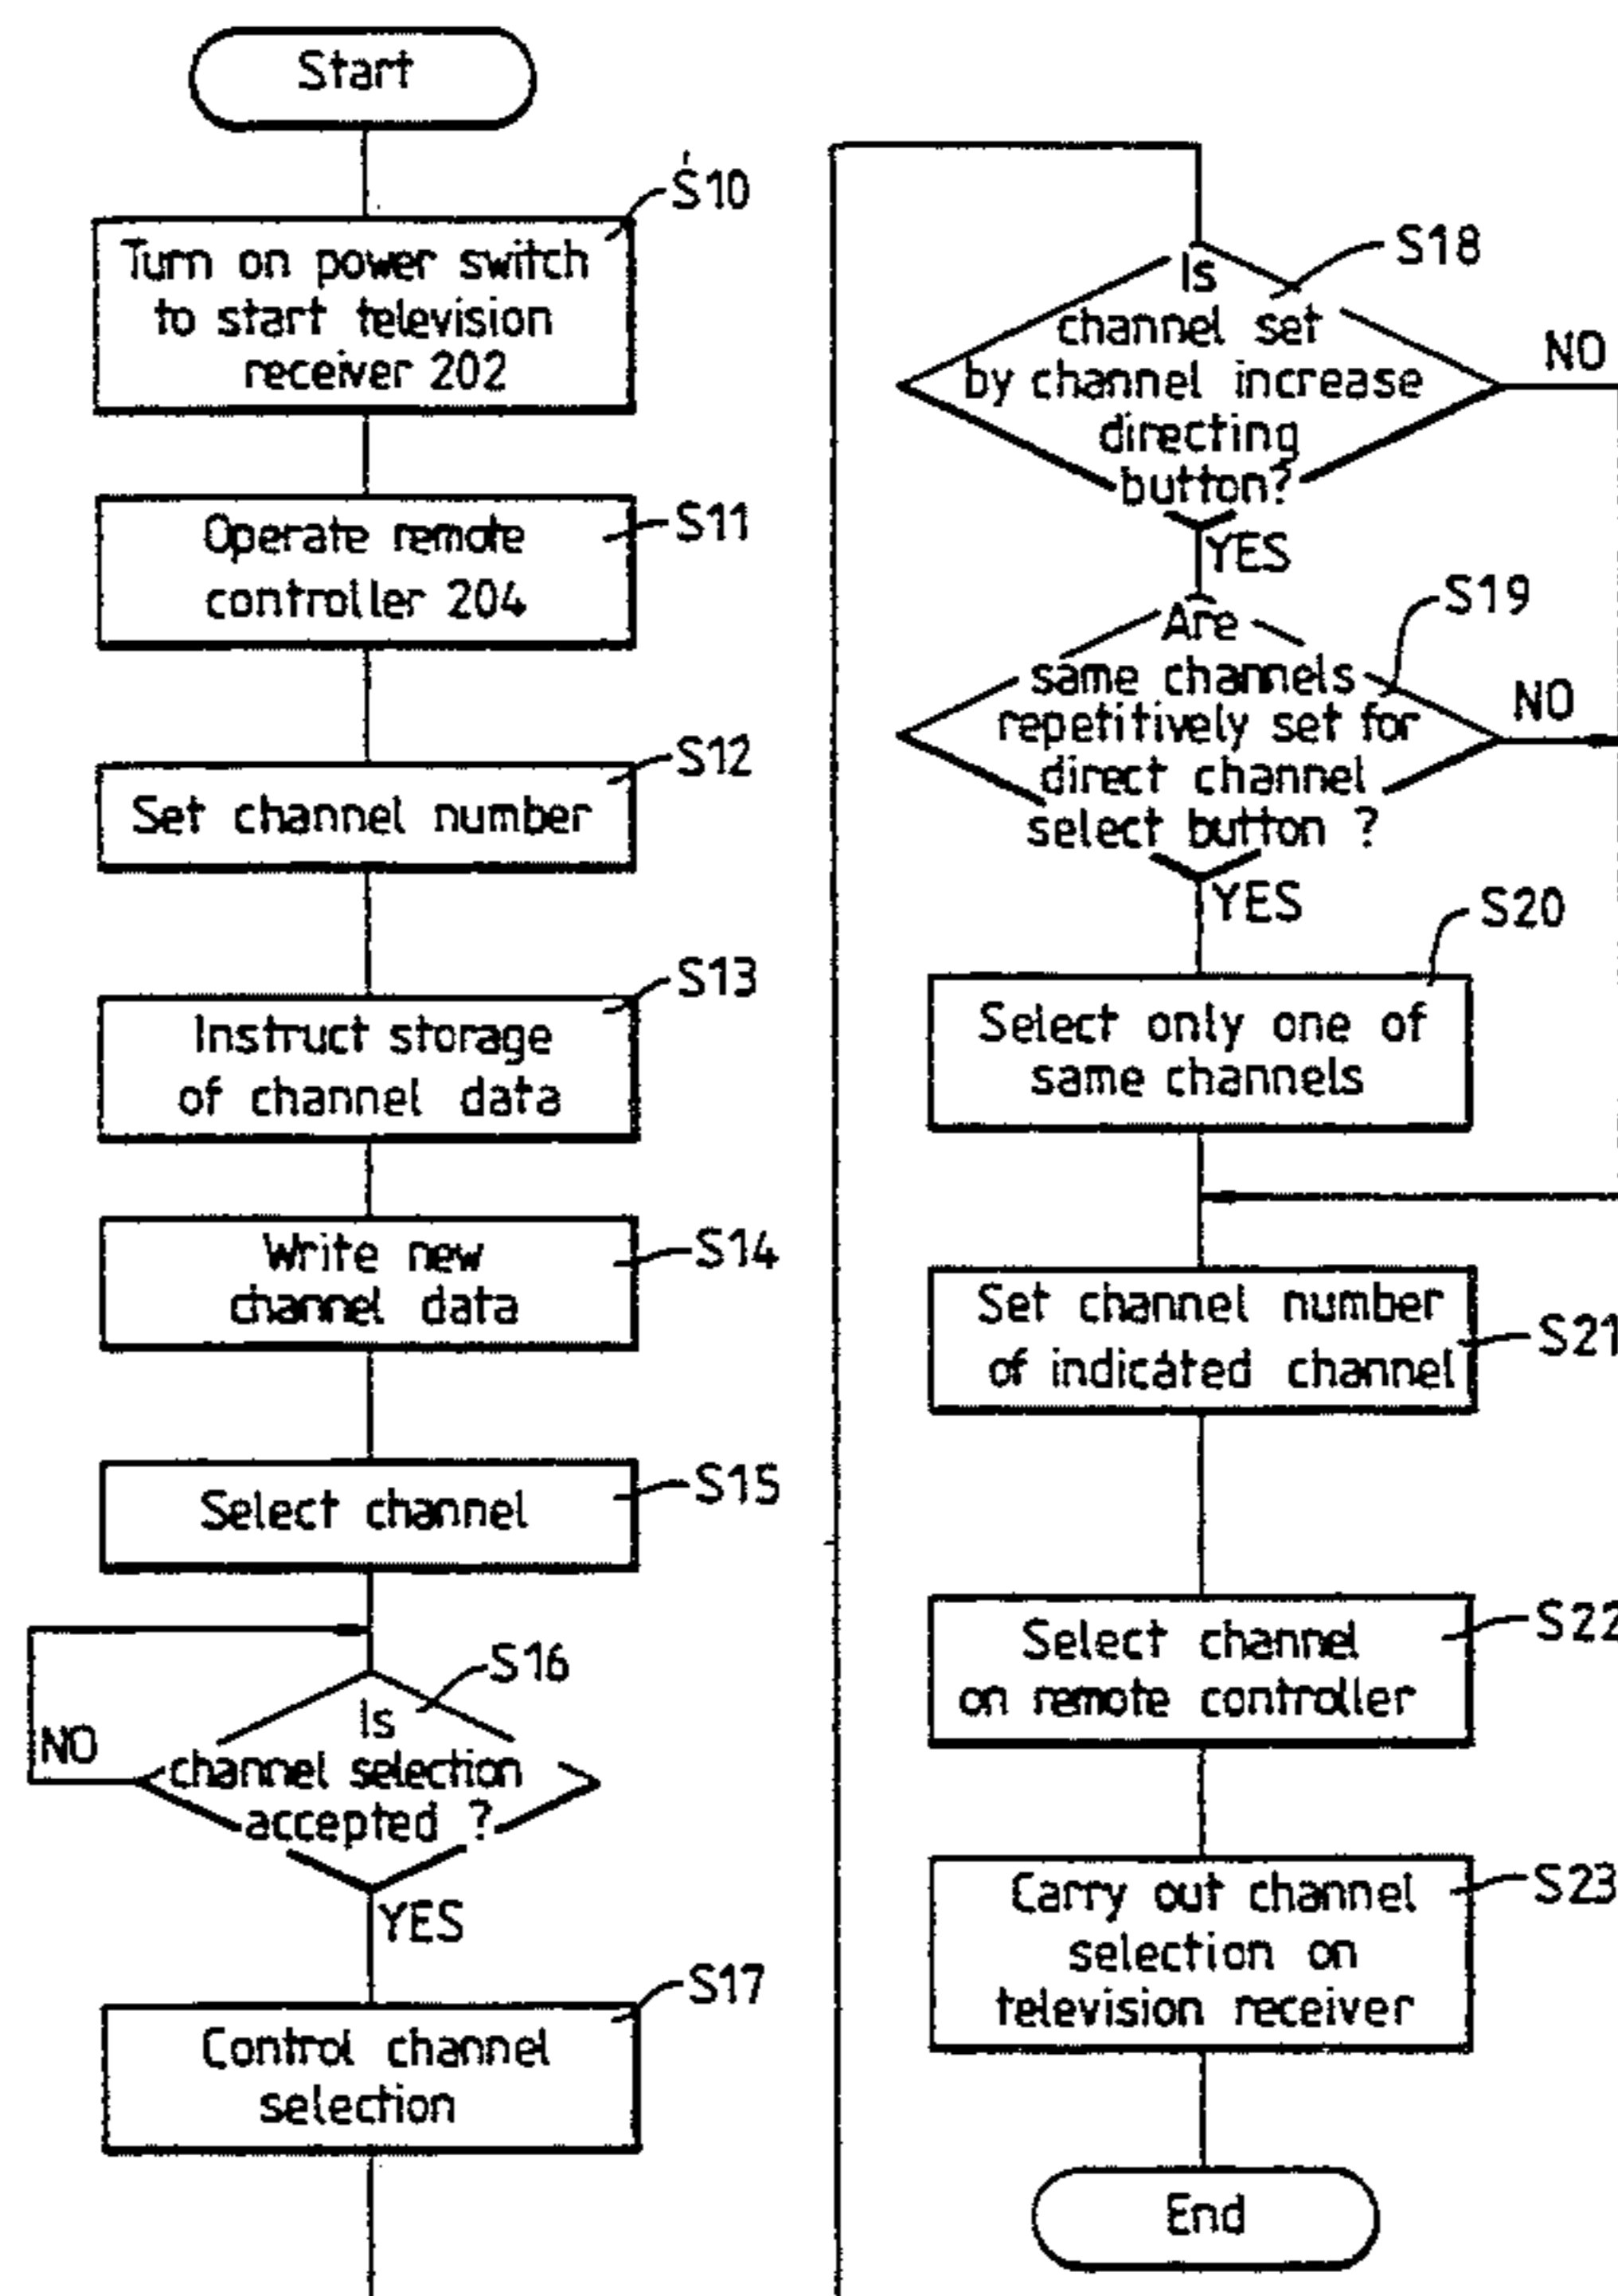 Start
S10
Turn on power switch
to start television
receiver 202
S11
Operate remote
controller 204
S12
Set channel number
S13
Instruct storage
of channel data
S14
Write new
channel data
S15
Select channel
S16
Is
channel selection
accepted ?
NO
YES
S17
Control channel
selection
S18
Is
channel set
by channel increase
directing
button?
NO
YES
S19
Are
same channels
repetitively set for
direct channel
select button ?
NO
YES
S20
Select only one of
same channels
S21
Set channel number
of indicated channel
S22
Select channel
on remote controller
S23
Carry out channel
selection on
television receiver
End